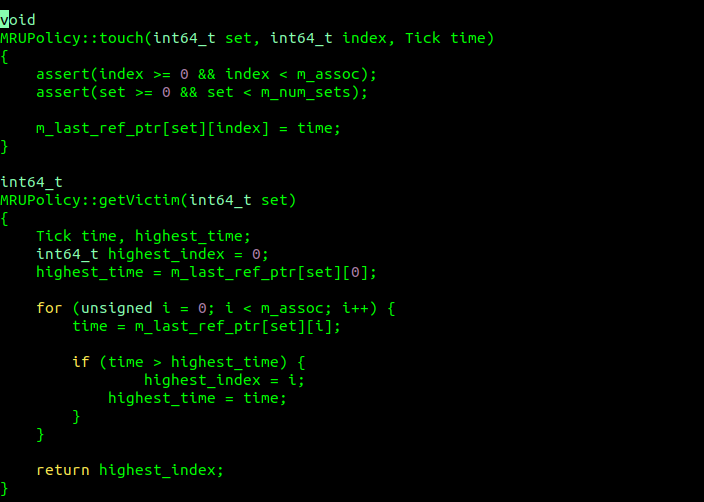 void
MRUPolicy::touch(int64_t set, int64_t index, Tick time)
{
    assert(index >= 0 && index < m_assoc);
    assert(set >= 0 && set < m_num_sets);

    m_last_ref_ptr[set][index] = time;
}

int64_t
MRUPolicy::getVictim(int64_t set)
{
    Tick time, highest_time;
    int64_t highest_index = 0;
    highest_time = m_last_ref_ptr[set][0];

    for (unsigned i = 0; i < m_assoc; i++) {
        time = m_last_ref_ptr[set][i];

        if (time > highest_time) {
                highest_index = i;
            highest_time = time;
        }
    }

    return highest_index;
}